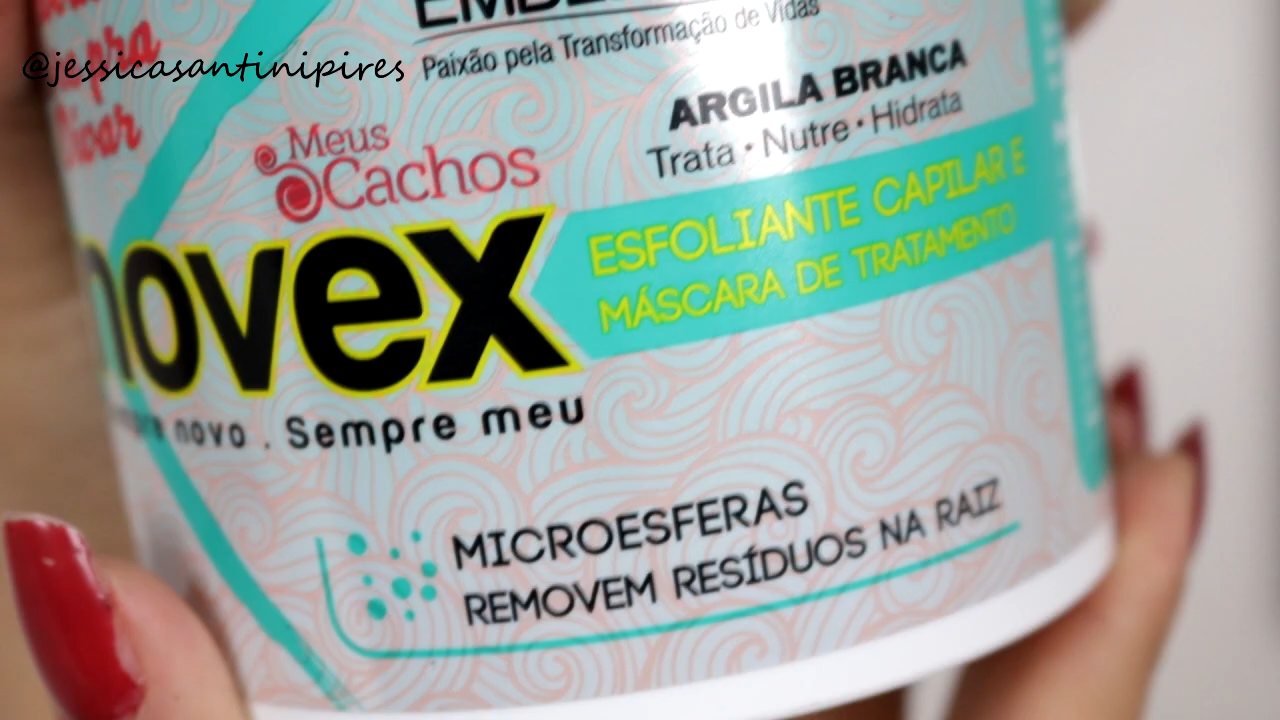 @jessicasantinipires
Paixão pela Transformação de Vidas
ARGILA BRANCA
Trata • Nutre • Hidrata
Meus
Cachos
novex
ESFOLIANTE CAPILAR E
MÁSCARA DE TRATAMENTO
novo . Sempre meu
MICROESFERAS
REMOVEM RESÍDUOS NA RAIZ